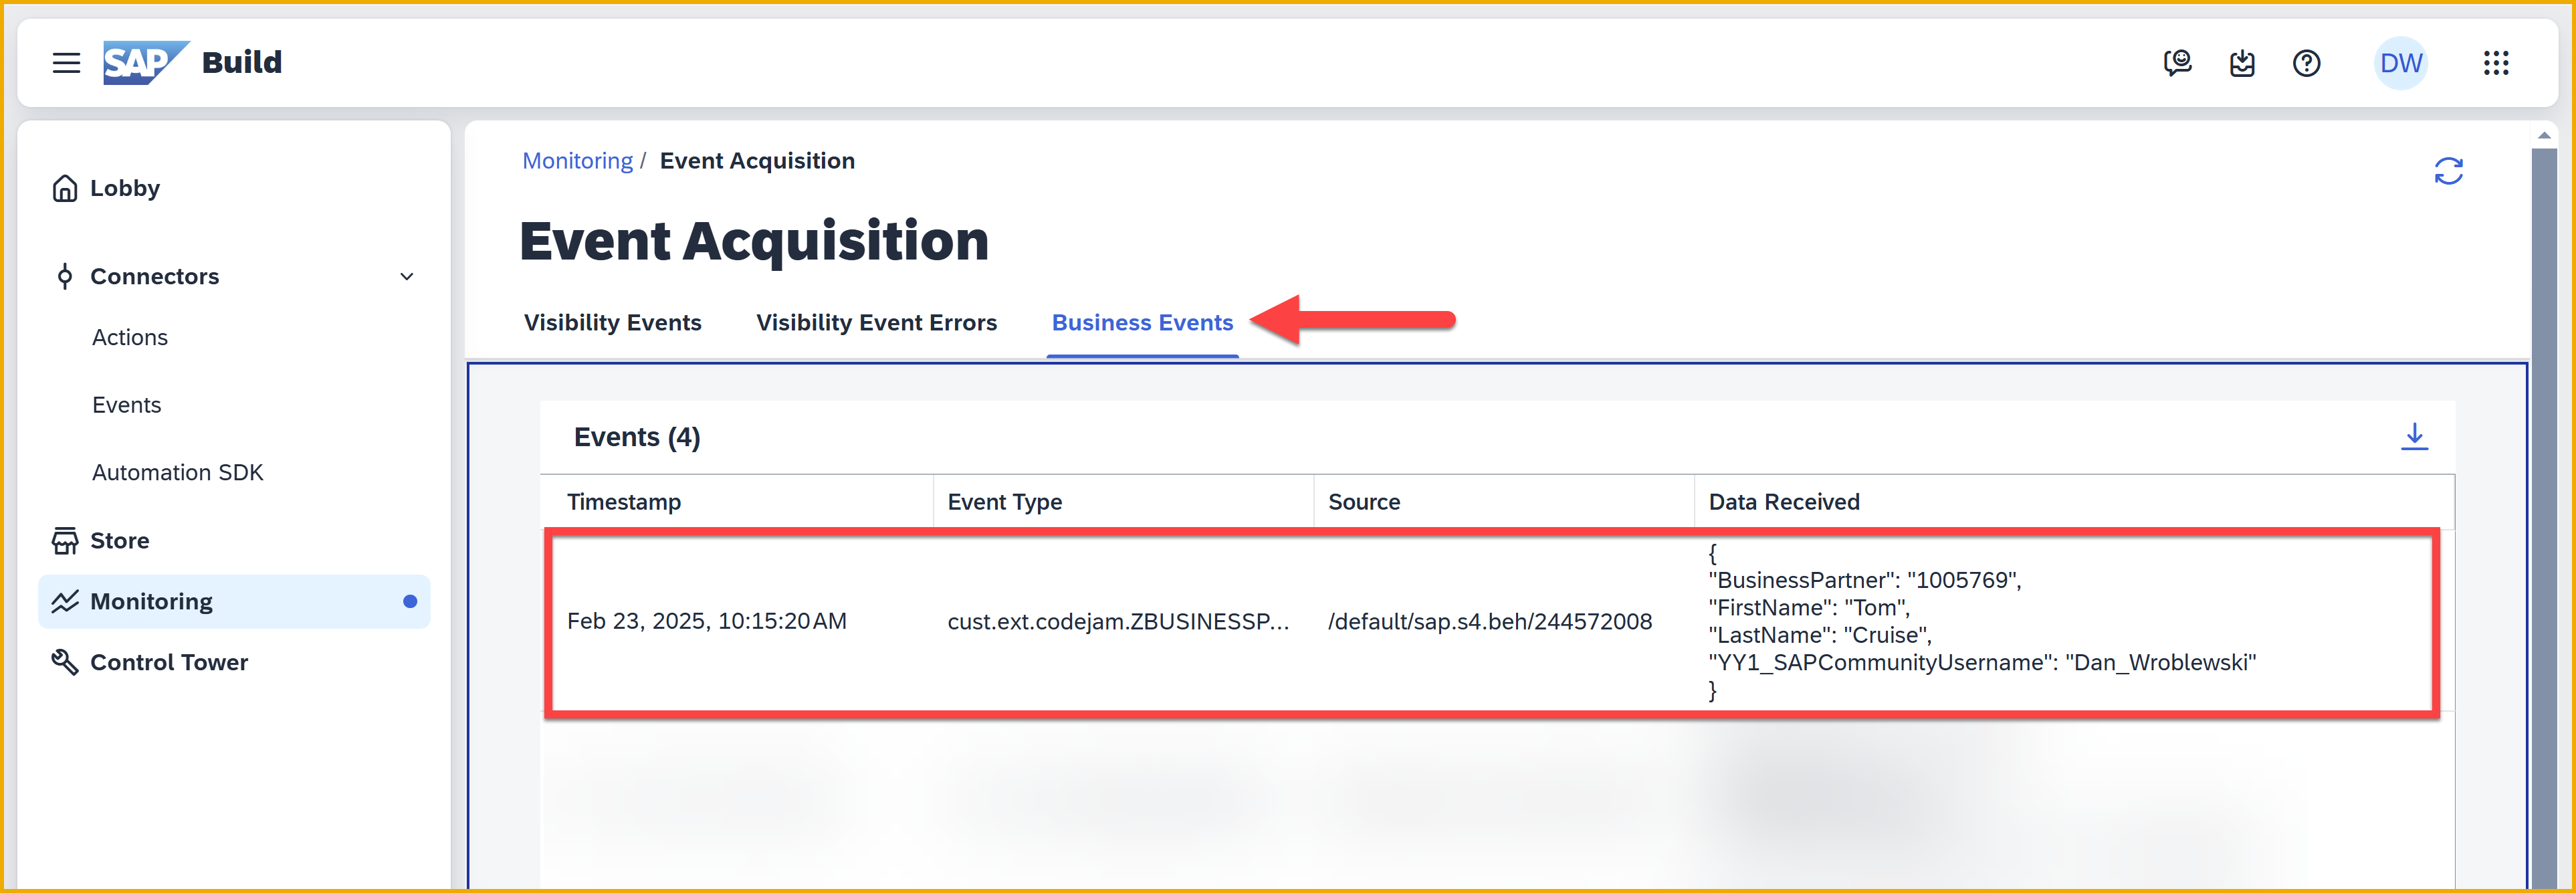 SAP Build
DW
Lobby
Connectors
Actions
Events
Automation SDK
Store
Monitoring
Control Tower
Monitoring / Event Acquisition
Event Acquisition
Visibility Events Visibility Event Errors Business Events
Events (4)
Timestamp Event Type Source Data Received
Feb 23, 2025, 10:15:20 AM cust.ext.codejam.ZBUSINESSP... /default/sap.s4.beh/244572008
{
"BusinessPartner": "1005769",
"FirstName": "Tom",
"LastName": "Cruise",
"YY1_SAPCommunityUsername": "Dan_Wroblewski"
}